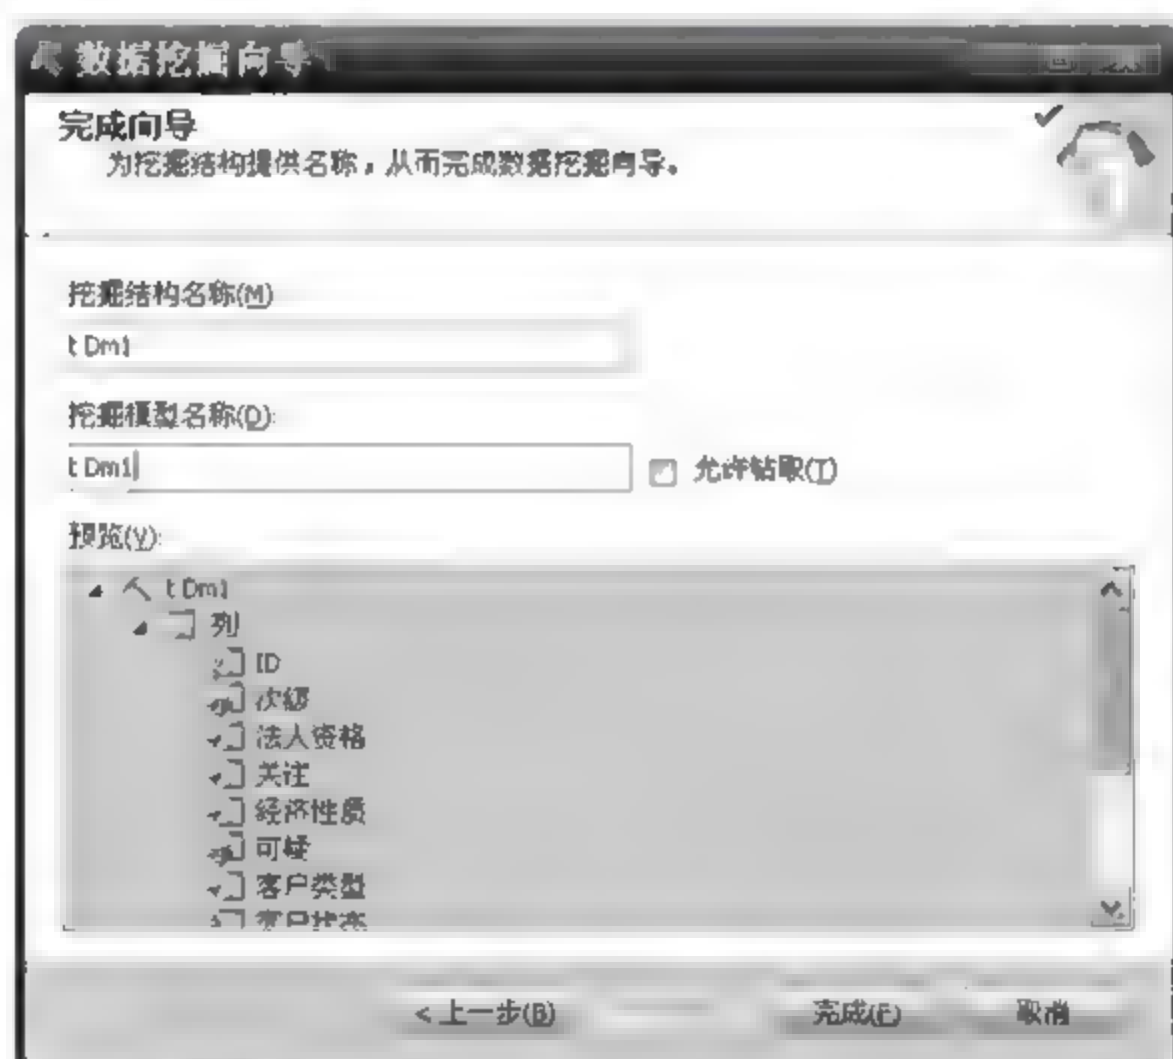 数据挖掘向导
完成向导
为挖掘结构提供名称，从而完成数据挖掘向导。
挖掘结构名称(M)
t Dm1
挖掘模型名称(D):
t Dm1
允许钻取(T)
预览(V):
t Dm1
列
ID
次级
法人资格
关注
经济性质
可疑
客户类型
客户状态
< 上一步(B)
完成(F)
取消